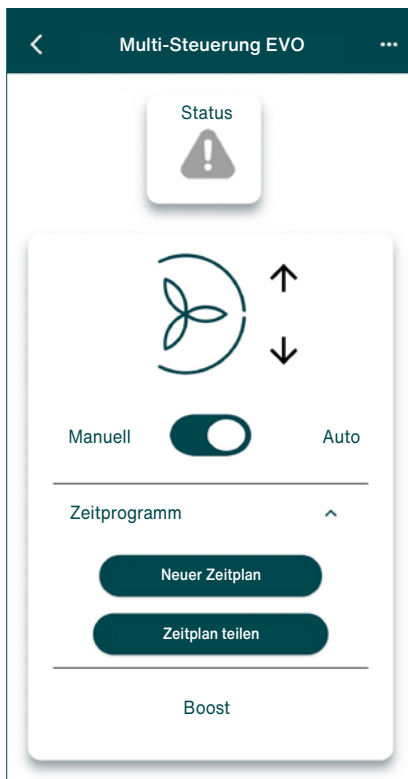 Multi-Steuerung EVO
Status
Manuell Auto
Zeitprogramm
Neuer Zeitplan
Zeitplan teilen
Boost